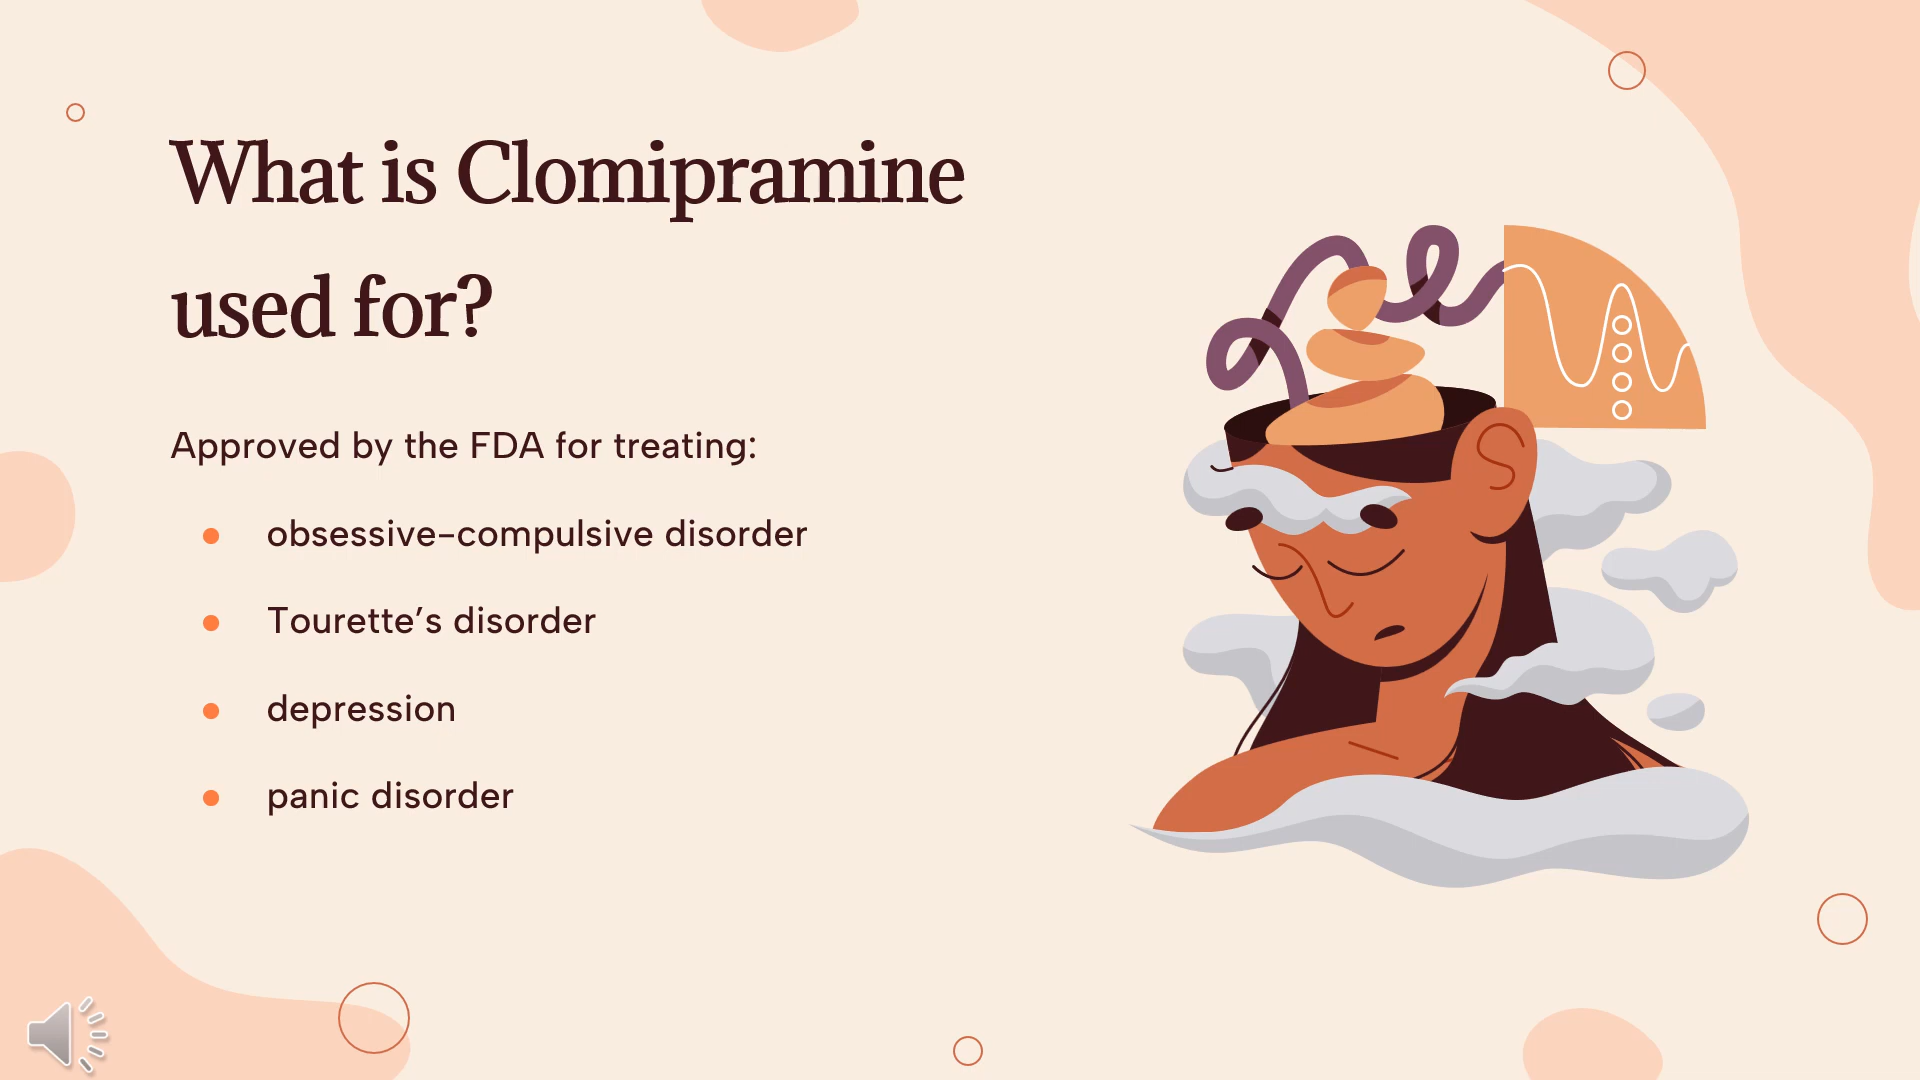 What is Clomipramine
used for?
Approved by the FDA for treating:
obsessive-compulsive disorder
Tourette’s disorder
depression
panic disorder